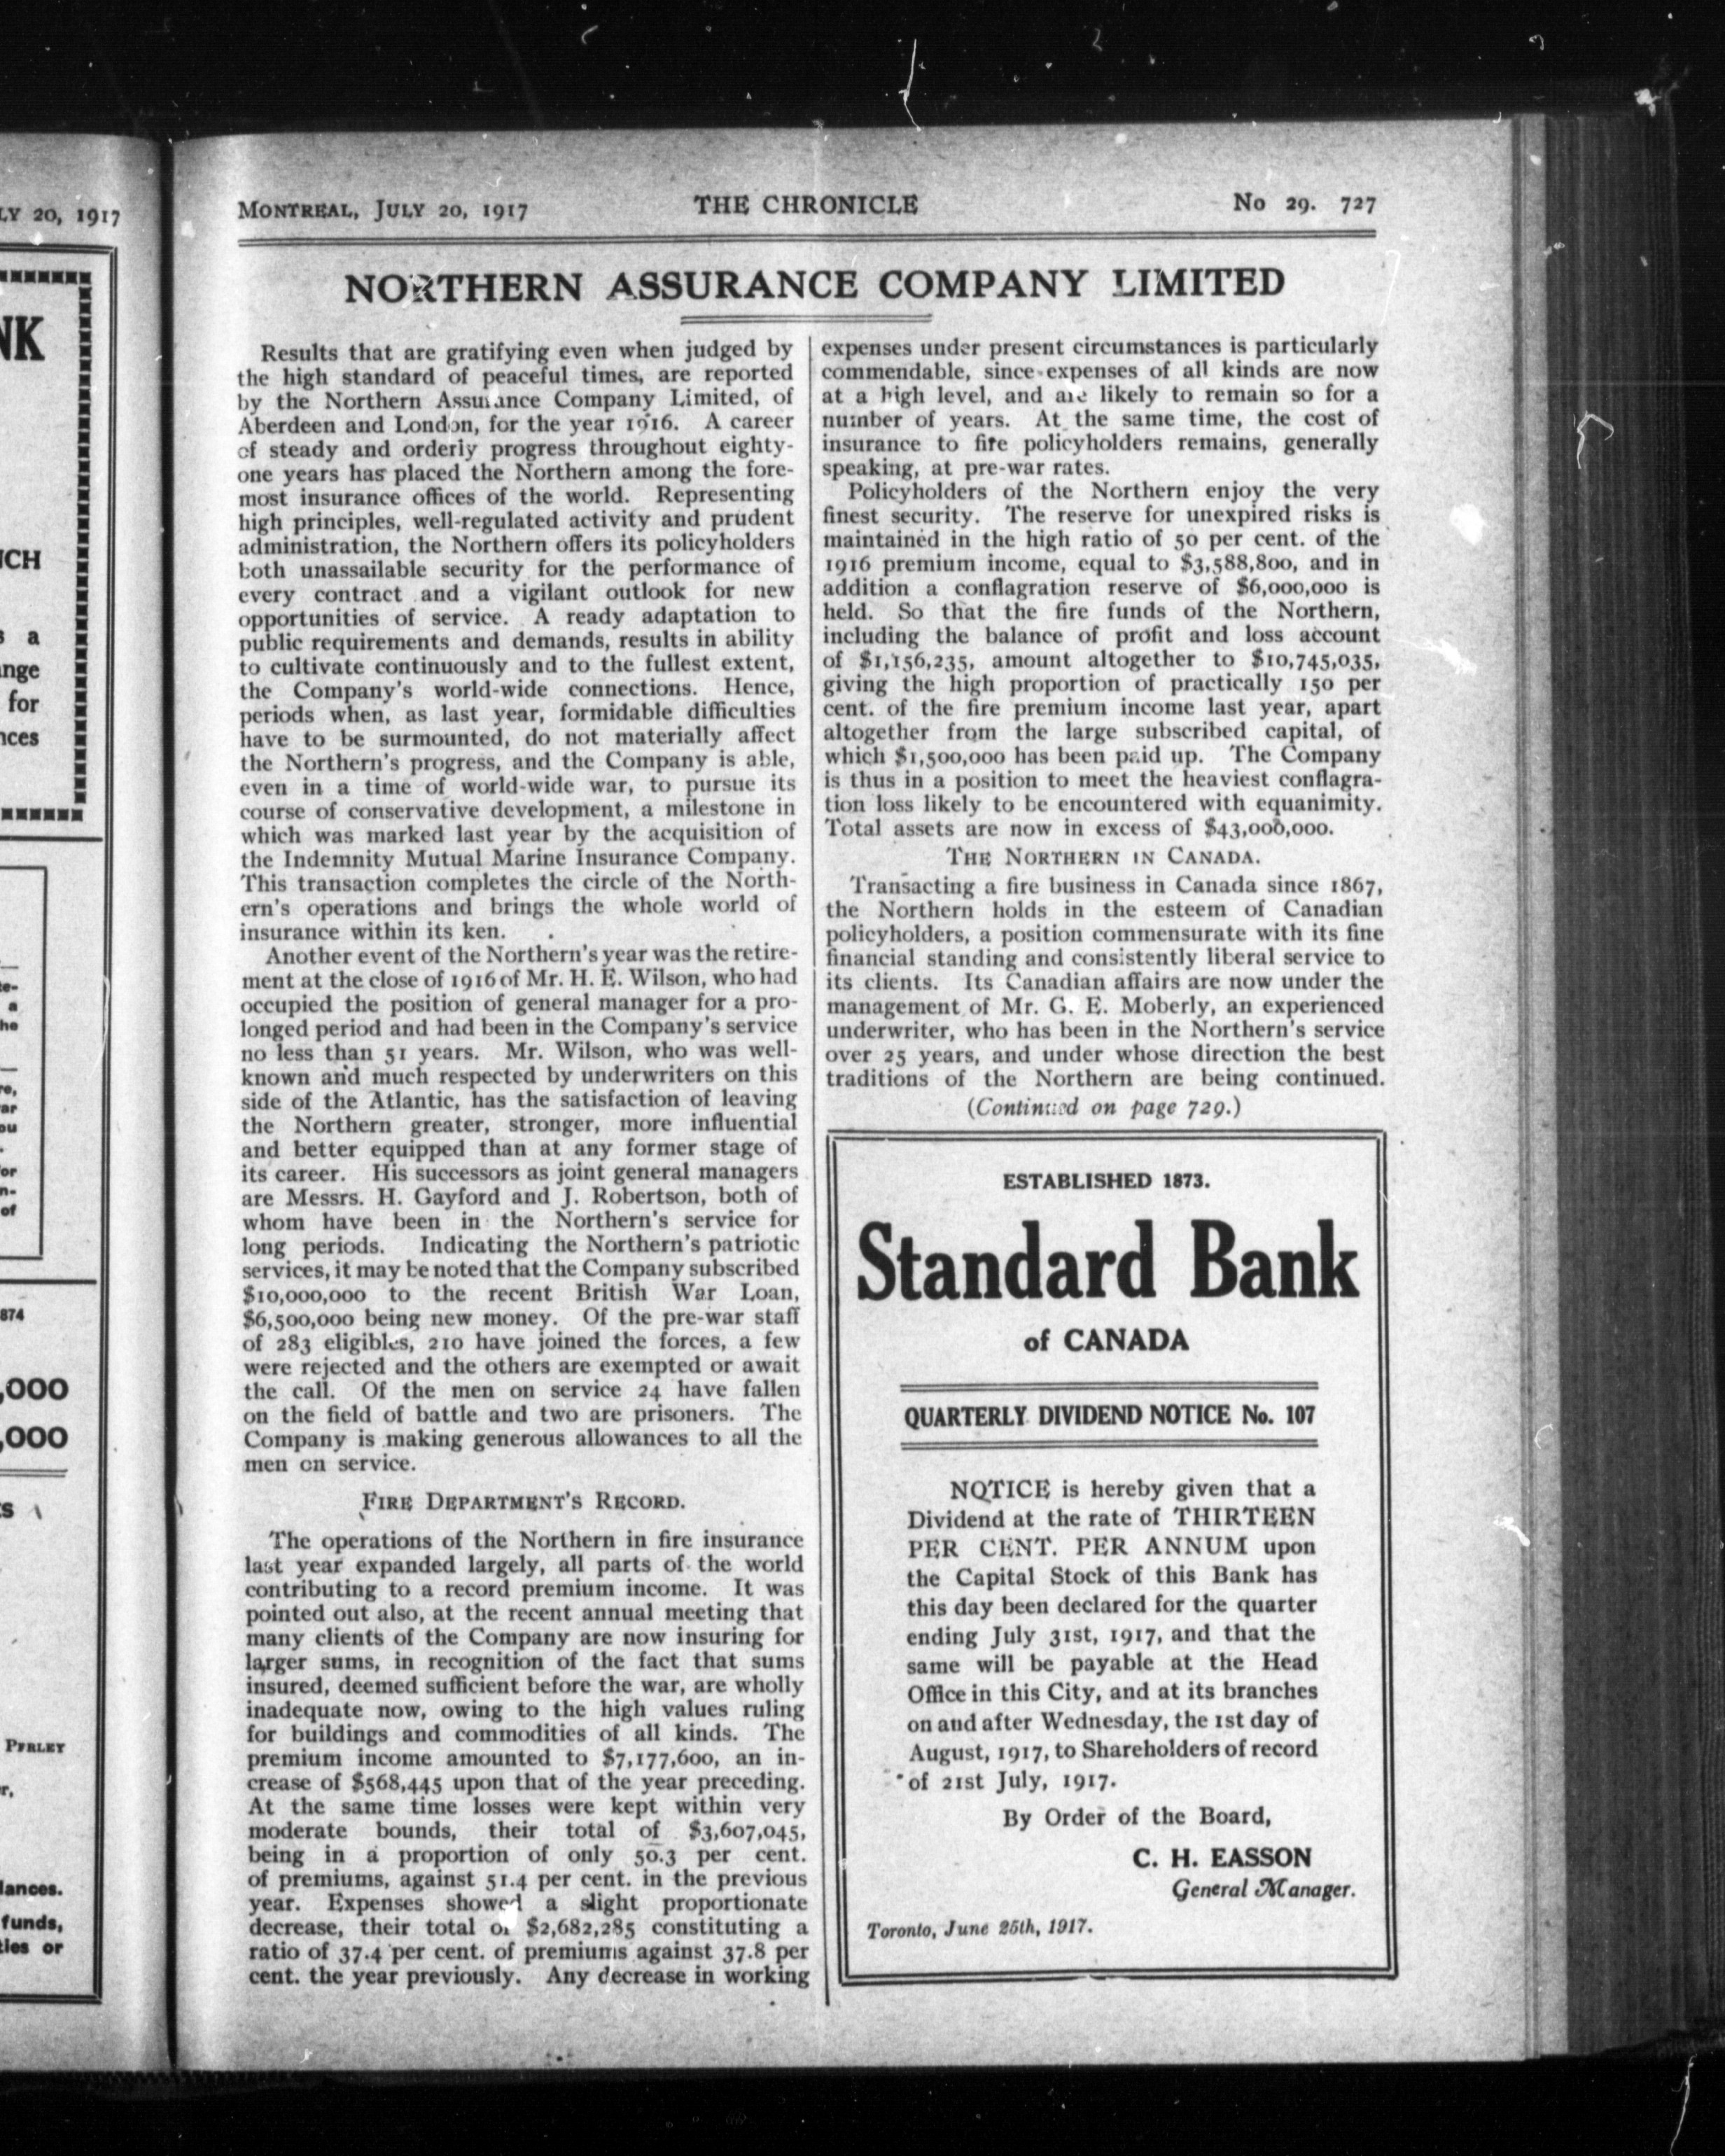 LY 20, 1917
NK
NCH
s a
ange
for
nces
te-
a
he
re,
ar
ou
or
n-
of
874
,000
,000
PERLEY
r,
lances.
funds,
ties or
MONTREAL, JULY 20, 1917 THE CHRONICLE No 29. 727
NORTHERN ASSURANCE COMPANY LIMITED
Results that are gratifying even when judged by
the high standard of peaceful times, are reported
by the Northern Assurance Company Limited, of
Aberdeen and London, for the year 1916. A career
of steady and orderly progress throughout eighty-
one years has placed the Northern among the fore-
most insurance offices of the world. Representing
high principles, well-regulated activity and prudent
administration, the Northern offers its policyholders
both unassailable security for the performance of
every contract and a vigilant outlook for new
opportunities of service. A ready adaptation to
public requirements and demands, results in ability
to cultivate continuously and to the fullest extent,
the Company's world-wide connections. Hence,
periods when, as last year, formidable difficulties
have to be surmounted, do not materially affect
the Northern's progress, and the Company is able,
even in a time of world-wide war, to pursue its
course of conservative development, a milestone in
which was marked last year by the acquisition of
the Indemnity Mutual Marine Insurance Company.
This transaction completes the circle of the North-
ern's operations and brings the whole world of
insurance within its ken.
Another event of the Northern's year was the retire-
ment at the close of 1916 of Mr. H. E. Wilson, who had
occupied the position of general manager for a pro-
longed period and had been in the Company's service
no less than 51 years. Mr. Wilson, who was well-
known and much respected by underwriters on this
side of the Atlantic, has the satisfaction of leaving
the Northern greater, stronger, more influential
and better equipped than at any former stage of
its career. His successors as joint general managers
are Messrs. H. Gayford and J. Robertson, both of
whom have been in the Northern's service for
long periods. Indicating the Northern's patriotic
services, it may be noted that the Company subscribed
$10,000,000 to the recent British War Loan,
$6,500,000 being new money. Of the pre-war staff
of 283 eligibles, 210 have joined the forces, a few
were rejected and the others are exempted or await
the call. Of the men on service 24 have fallen
on the field of battle and two are prisoners. The
Company is making generous allowances to all the
men on service.
FIRE DEPARTMENT'S RECORD.
The operations of the Northern in fire insurance
last year expanded largely, all parts of the world
contributing to a record premium income. It was
pointed out also, at the recent annual meeting that
many clients of the Company are now insuring for
larger sums, in recognition of the fact that sums
insured, deemed sufficient before the war, are wholly
inadequate now, owing to the high values ruling
for buildings and commodities of all kinds. The
premium income amounted to $7,177,600, an in-
crease of $568,445 upon that of the year preceding.
At the same time losses were kept within very
moderate bounds, their total of $3,607,045,
being in a proportion of only 50.3 per cent.
of premiums, against 51.4 per cent. in the previous
year. Expenses showed a slight proportionate
decrease, their total of $2,682,285 constituting a
ratio of 37.4 per cent. of premiums against 37.8 per
cent. the year previously. Any decrease in working
expenses under present circumstances is particularly
commendable, since expenses of all kinds are now
at a high level, and are likely to remain so for a
number of years. At the same time, the cost of
insurance to fire policyholders remains, generally
speaking, at pre-war rates.
Policyholders of the Northern enjoy the very
finest security. The reserve for unexpired risks is
maintained in the high ratio of 50 per cent. of the
1916 premium income, equal to $3,588,800, and in
addition a conflagration reserve of $6,000,000 is
held. So that the fire funds of the Northern,
including the balance of profit and loss account
of $1,156,235, amount altogether to $10,745,035,
giving the high proportion of practically 150 per
cent. of the fire premium income last year, apart
altogether from the large subscribed capital, of
which $1,500,000 has been paid up. The Company
is thus in a position to meet the heaviest conflagra-
tion loss likely to be encountered with equanimity.
Total assets are now in excess of $43,000,000.
THE NORTHERN IN CANADA.
Transacting a fire business in Canada since 1867,
the Northern holds in the esteem of Canadian
policyholders, a position commensurate with its fine
financial standing and consistently liberal service to
its clients. Its Canadian affairs are now under the
management of Mr. G. E. Moberly, an experienced
underwriter, who has been in the Northern's service
over 25 years, and under whose direction the best
traditions of the Northern are being continued.
(Continued on page 729.)
ESTABLISHED 1873.
Standard Bank
of CANADA
QUARTERLY DIVIDEND NOTICE No. 107
NOTICE is hereby given that a
Dividend at the rate of THIRTEEN
PER CENT. PER ANNUM upon
the Capital Stock of this Bank has
this day been declared for the quarter
ending July 31st, 1917, and that the
same will be payable at the Head
Office in this City, and at its branches
on and after Wednesday, the 1st day of
August, 1917, to Shareholders of record
of 21st July, 1917.
By Order of the Board,
C. H. EASSON
General Manager.
Toronto, June 25th, 1917.